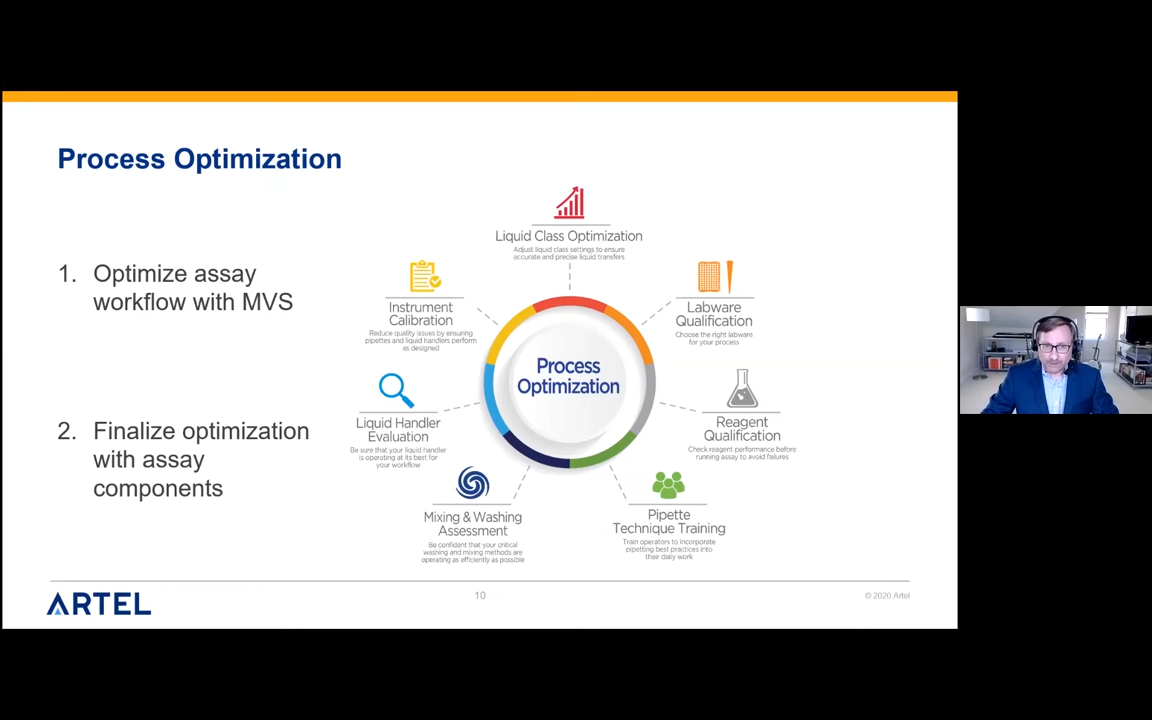 Process Optimization
1. Optimize assay
workflow with MVS
2. Finalize optimization
with assay
components
Liquid Class Optimization
Adjust liquid class settings to ensure
accurate and precise liquid transfers
Instrument
Calibration
Reduce quality issues by ensuring
pipettes and liquid handlers perform
as designed
Labware
Qualification
Choose the right labware
for your process
Process
Optimization
Liquid Handler
Evaluation
Be sure that your liquid handler
is operating at its best for
your workflow
Reagent
Qualification
Check reagent performance before
running assay to avoid failures
Mixing & Washing
Assessment
Be confident that your critical
washing and mixing methods are
operating as efficiently as possible
Pipette
Technique Training
Train operators to incorporate
pipetting best practices into
their daily work
ARTEL
10
© 2020 Artel